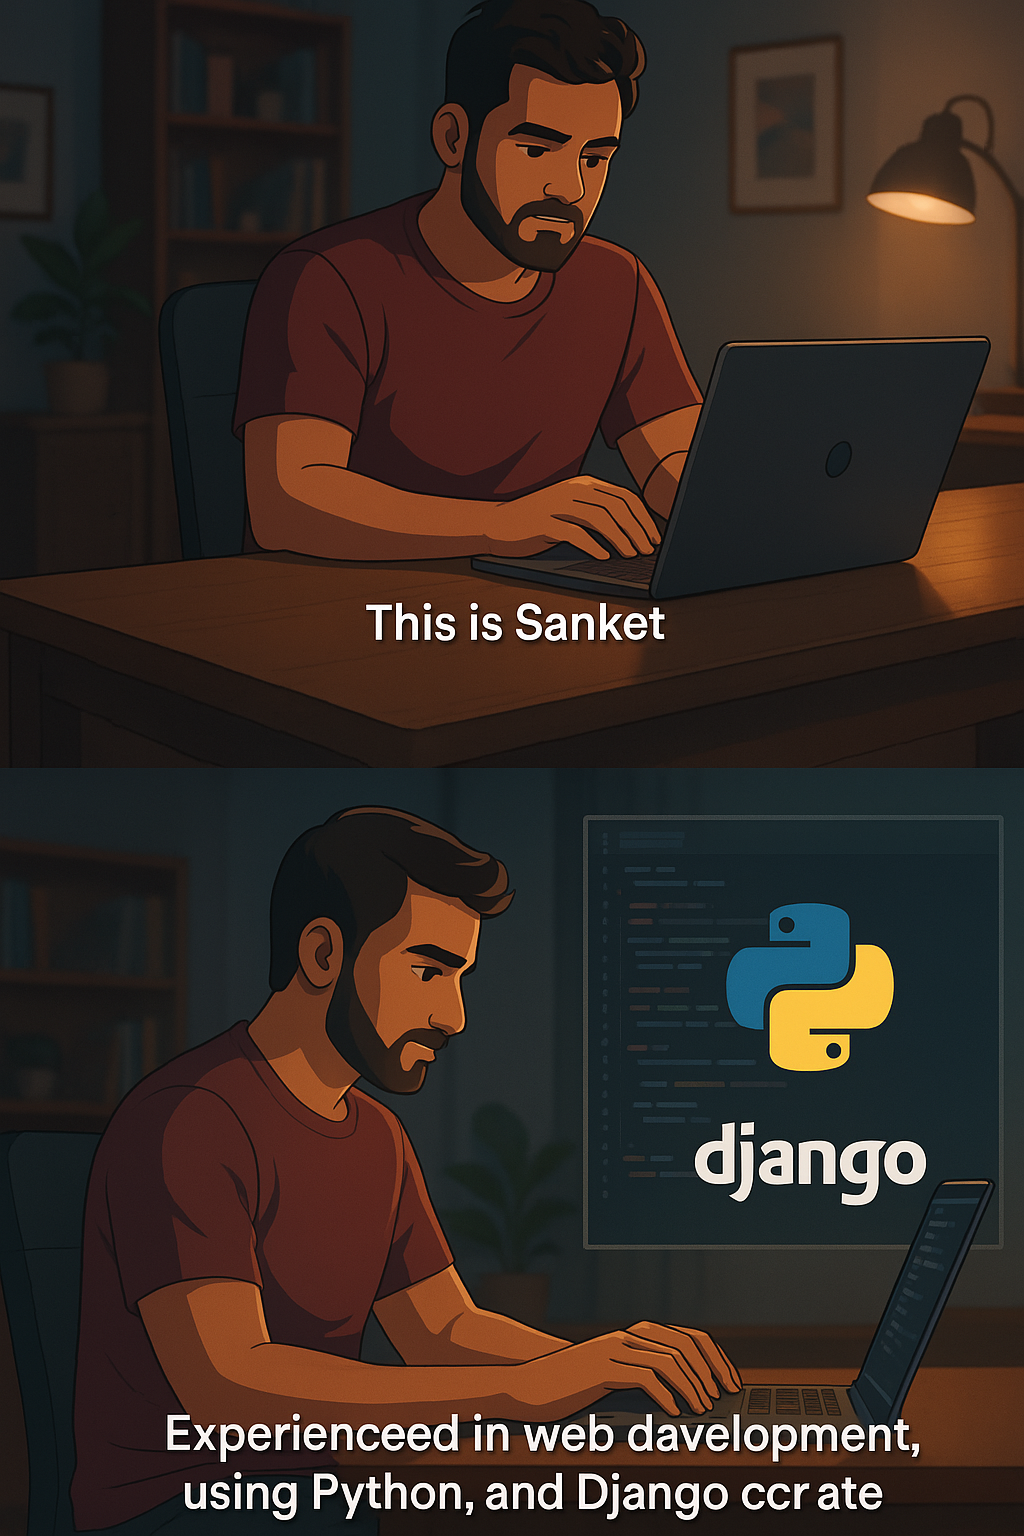 This is Sanket
django
Experienceed in web davelopment,
using Python, and Django ccr ate